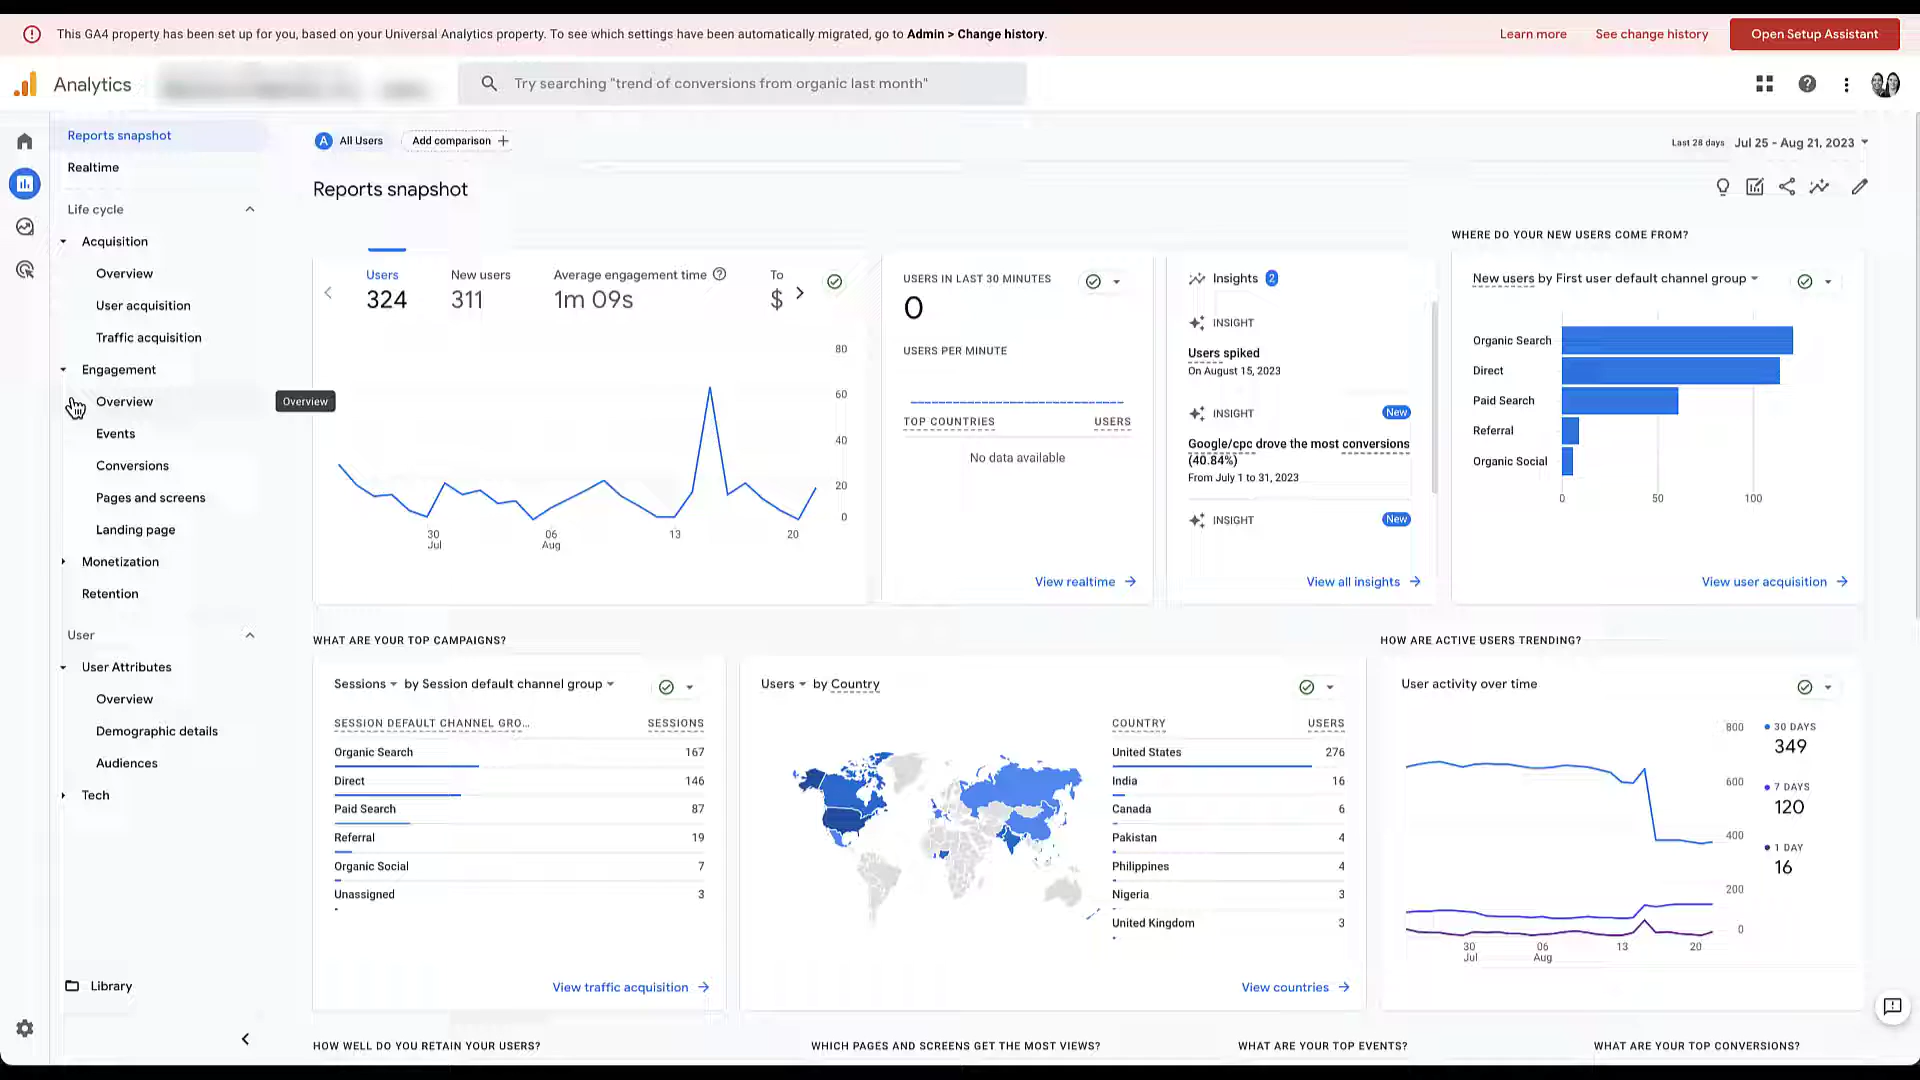 This GA4 property has been set up for you, based on your Universal Analytics property. To see which settings have been automatically migrated, go to Admin > Change history.
Learn more
See change history
Open Setup Assistant
Analytics
Try searching "trend of conversions from organic last month"
Reports snapshot
Realtime
Life cycle
Acquisition
Overview
User acquisition
Traffic acquisition
Engagement
Overview
Events
Conversions
Pages and screens
Landing page
Monetization
Retention
User
User Attributes
Overview
Demographic details
Audiences
Tech
Library
Overview
A All Users
Add comparison +
Last 28 days Jul 25 - Aug 21, 2023
Reports snapshot
Users
324
New users
311
Average engagement time
1m 09s
To
$
80
60
40
20
0
30
Jul
06
Aug
13
20
USERS IN LAST 30 MINUTES
0
USERS PER MINUTE
TOP COUNTRIES USERS
No data available
View realtime
Insights 2
INSIGHT
Users spiked
On August 15, 2023
INSIGHT New
Google/cpc drove the most conversions
(40.84%)
From July 1 to 31, 2023
INSIGHT New
View all insights
WHERE DO YOUR NEW USERS COME FROM?
New users by First user default channel group
Organic Search
Direct
Paid Search
Referral
Organic Social
0 50 100
View user acquisition
WHAT ARE YOUR TOP CAMPAIGNS?
Sessions by Session default channel group
SESSION DEFAULT CHANNEL GRO... SESSIONS
Organic Search 167
Direct 146
Paid Search 87
Referral 19
Organic Social 7
Unassigned 3
View traffic acquisition
Users by Country
COUNTRY USERS
United States 276
India 16
Canada 6
Pakistan 4
Philippines 4
Nigeria 3
United Kingdom 3
View countries
HOW ARE ACTIVE USERS TRENDING?
User activity over time
800
600
400
200
0
30
Jul
06
Aug
13
20
30 DAYS
349
7 DAYS
120
1 DAY
16
HOW WELL DO YOU RETAIN YOUR USERS?
WHICH PAGES AND SCREENS GET THE MOST VIEWS?
WHAT ARE YOUR TOP EVENTS?
WHAT ARE YOUR TOP CONVERSIONS?